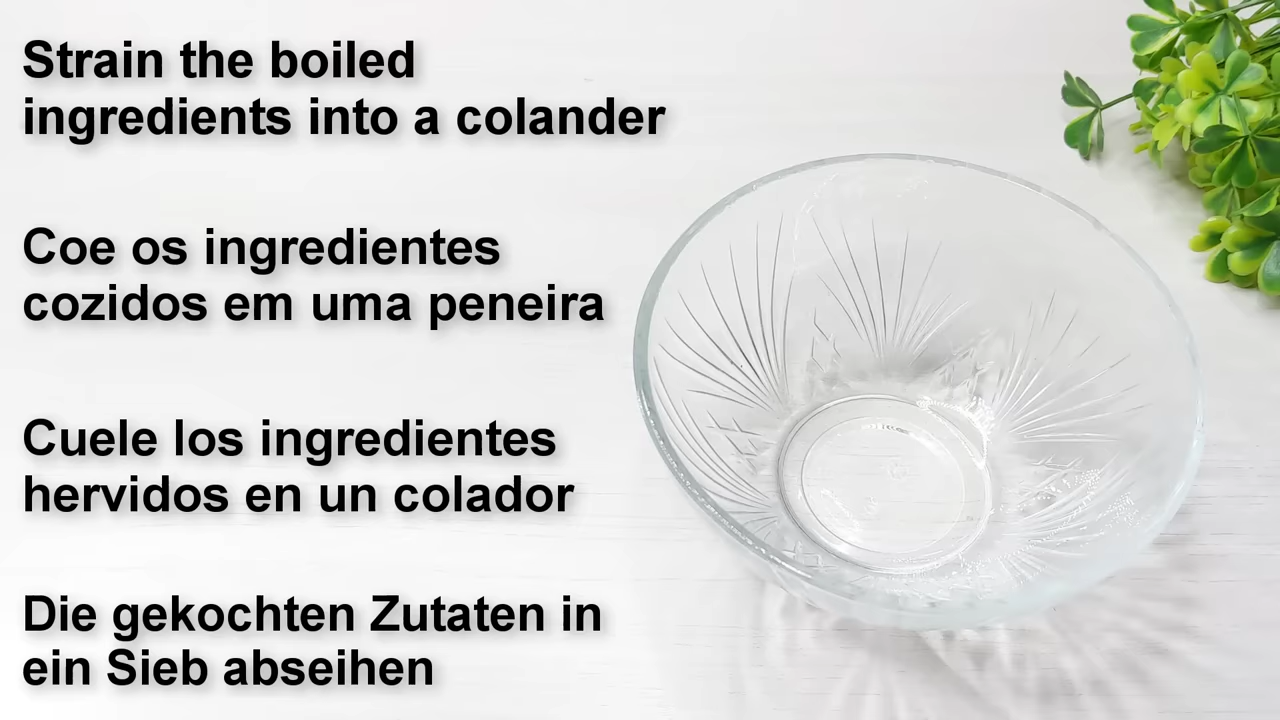 Strain the boiled
ingredients into a colander
Coe os ingredientes
cozidos em uma peneira
Cuele los ingredientes
hervidos en un colador
Die gekochten Zutaten in
ein Sieb abseihen